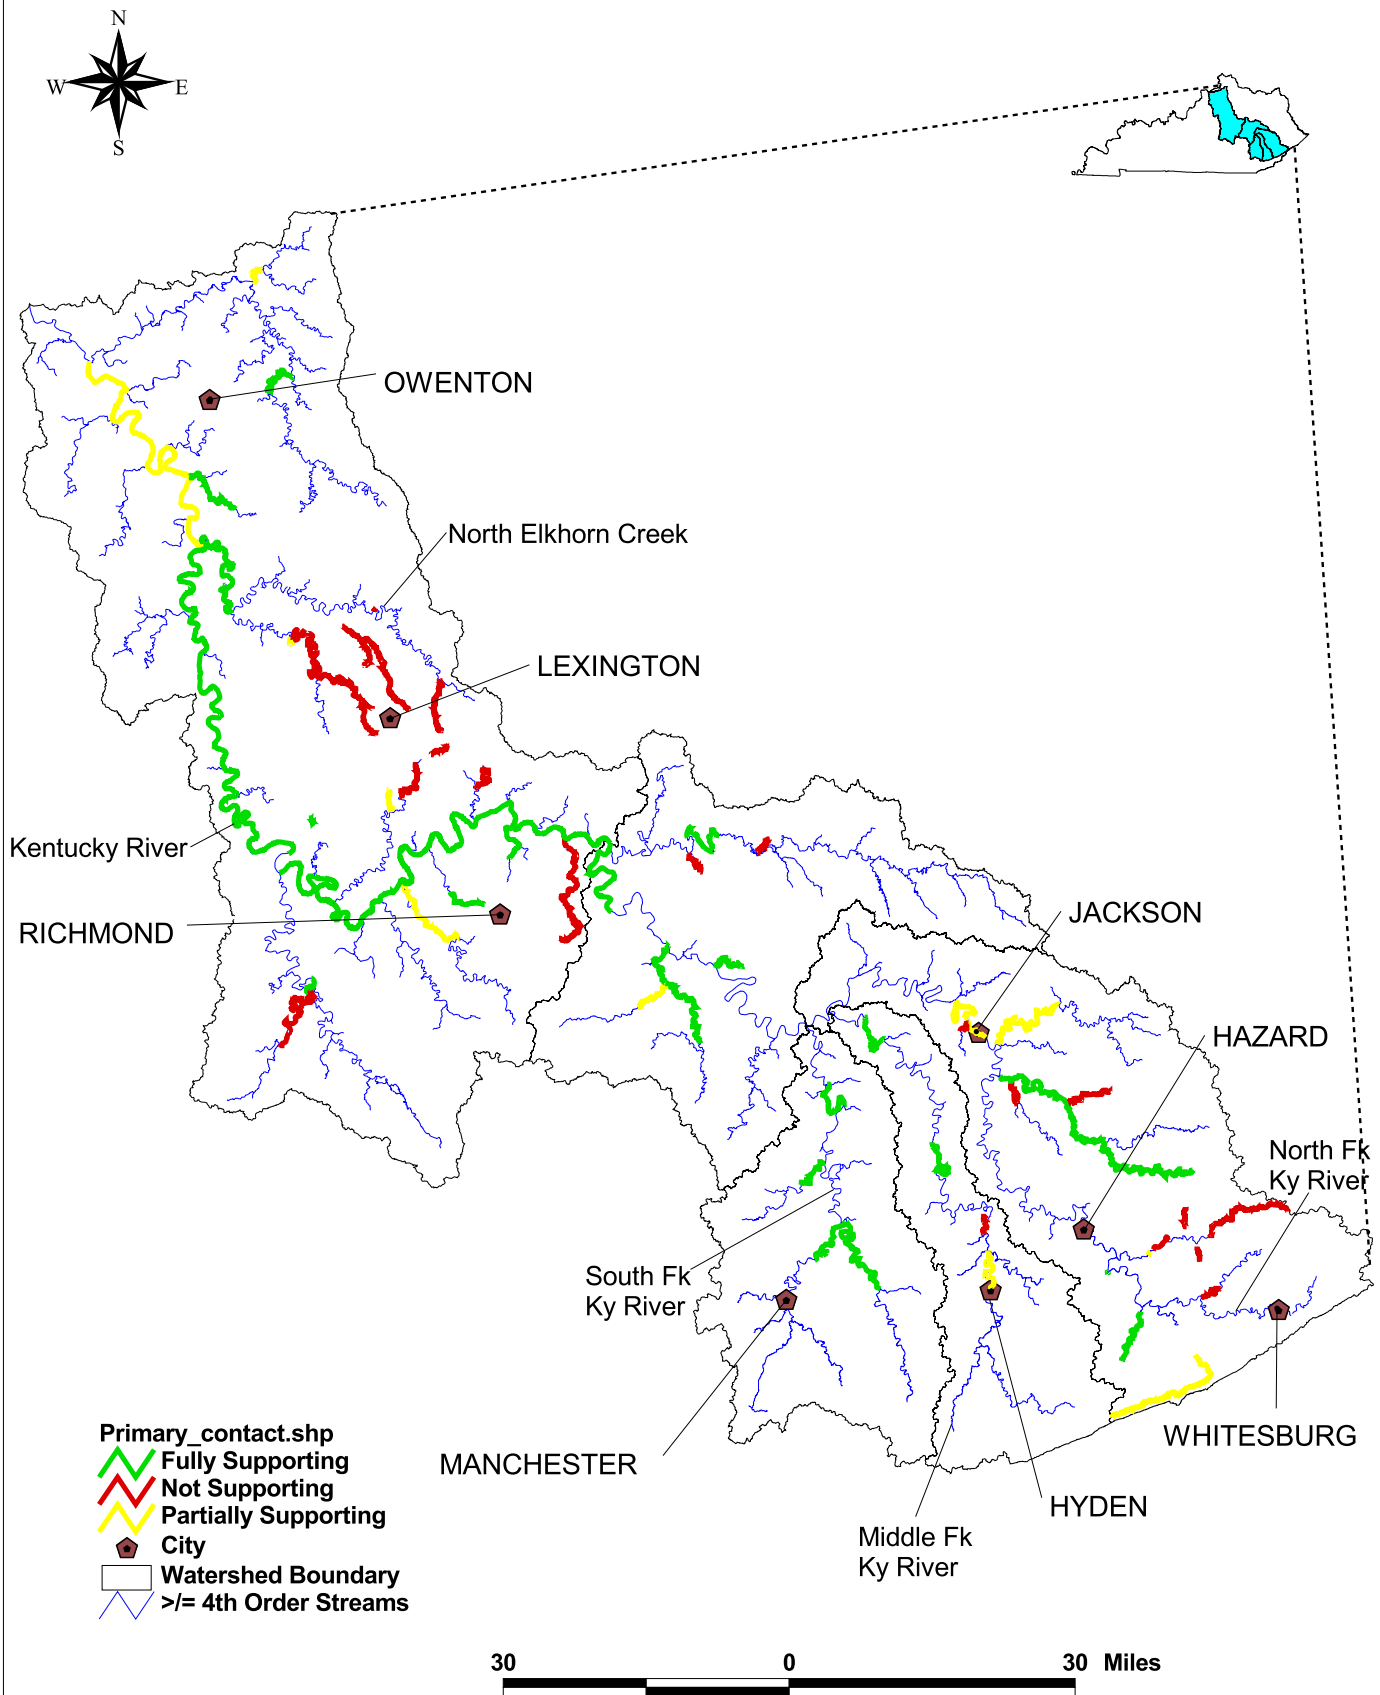 N
W
E
S
OWENTON
North Elkhorn Creek
LEXINGTON
Kentucky River
RICHMOND
JACKSON
HAZARD
North Fk
Ky River
South Fk
Ky River
WHITESBURG
MANCHESTER
HYDEN
Middle Fk
Ky River
Primary_contact.shp
Fully Supporting
Not Supporting
Partially Supporting
City
Watershed Boundary
>/= 4th Order Streams
30 0 30 Miles